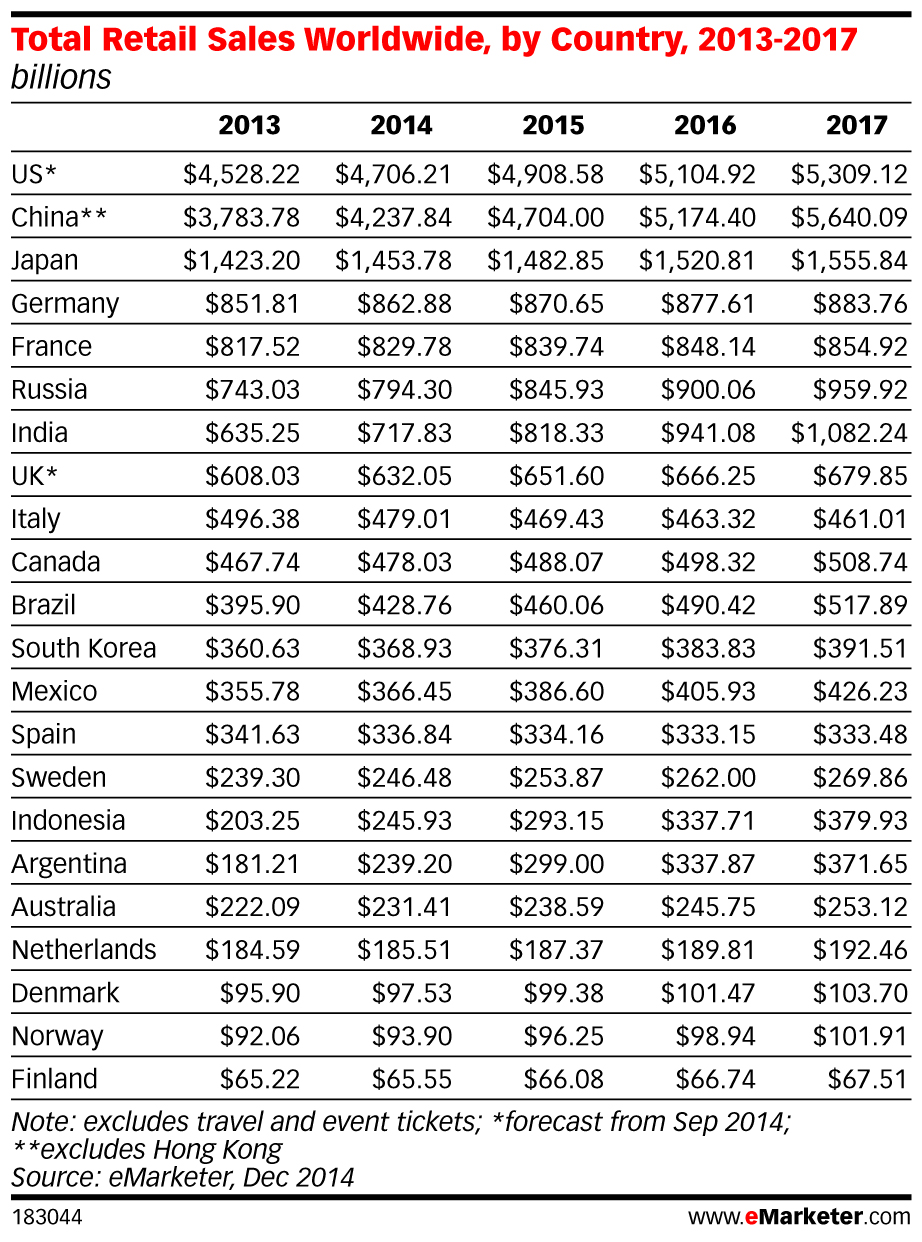 Total Retail Sales Worldwide, by Country, 2013-2017
billions
2013 2014 2015 2016 2017
US* $4,528.22 $4,706.21 $4,908.58 $5,104.92 $5,309.12
China** $3,783.78 $4,237.84 $4,704.00 $5,174.40 $5,640.09
Japan $1,423.20 $1,453.78 $1,482.85 $1,520.81 $1,555.84
Germany $851.81 $862.88 $870.65 $877.61 $883.76
France $817.52 $829.78 $839.74 $848.14 $854.92
Russia $743.03 $794.30 $845.93 $900.06 $959.92
India $635.25 $717.83 $818.33 $941.08 $1,082.24
UK* $608.03 $632.05 $651.60 $666.25 $679.85
Italy $496.38 $479.01 $469.43 $463.32 $461.01
Canada $467.74 $478.03 $488.07 $498.32 $508.74
Brazil $395.90 $428.76 $460.06 $490.42 $517.89
South Korea $360.63 $368.93 $376.31 $383.83 $391.51
Mexico $355.78 $366.45 $386.60 $405.93 $426.23
Spain $341.63 $336.84 $334.16 $333.15 $333.48
Sweden $239.30 $246.48 $253.87 $262.00 $269.86
Indonesia $203.25 $245.93 $293.15 $337.71 $379.93
Argentina $181.21 $239.20 $299.00 $337.87 $371.65
Australia $222.09 $231.41 $238.59 $245.75 $253.12
Netherlands $184.59 $185.51 $187.37 $189.81 $192.46
Denmark $95.90 $97.53 $99.38 $101.47 $103.70
Norway $92.06 $93.90 $96.25 $98.94 $101.91
Finland $65.22 $65.55 $66.08 $66.74 $67.51
Note: excludes travel and event tickets; *forecast from Sep 2014;
**excludes Hong Kong
Source: eMarketer, Dec 2014
183044 www.eMarketer.com